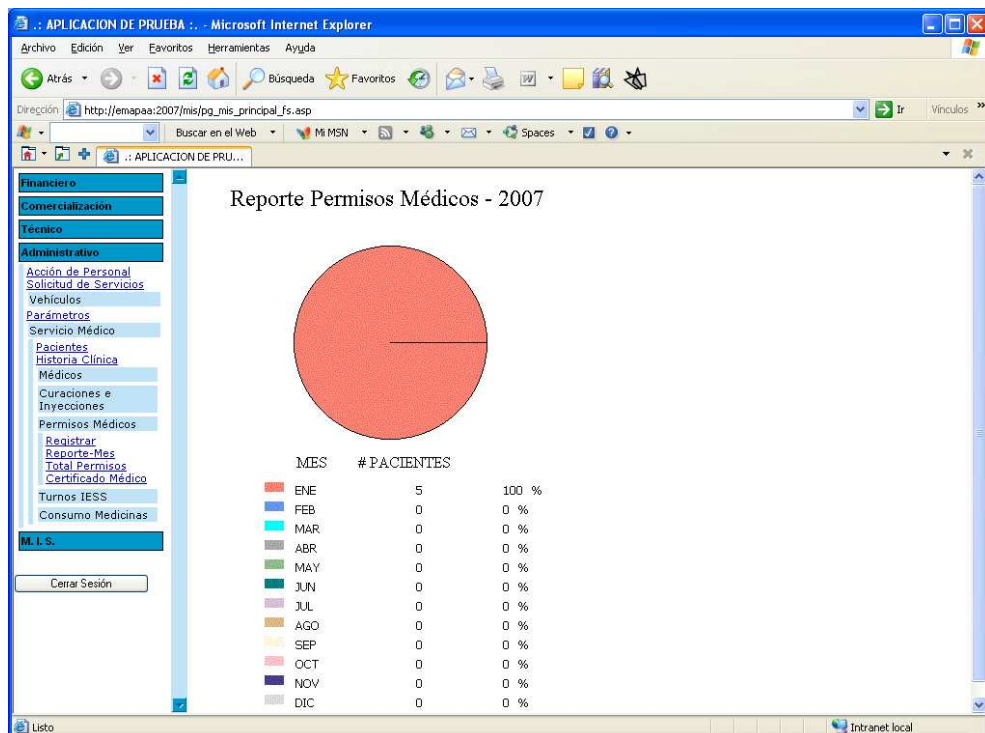 .: APLICACION DE PRUEBA :. - Microsoft Internet Explorer
Archivo Edición Ver Favoritos Herramientas Ayuda
Atrás Búsqueda Favoritos
Dirección http://emapaa:2007/mis/pg_mis_principal_fs.asp Ir Vínculos »
Buscar en el Web Mi MSN Spaces
.: APLICACION DE PRU...
Financiero
Comercialización
Técnico
Administrativo
Acción de Personal
Solicitud de Servicios
Vehículos
Parámetros
Servicio Médico
Pacientes
Historia Clínica
Médicos
Curaciones e
Inyecciones
Permisos Médicos
Registrar
Reporte-Mes
Total Permisos
Certificado Médico
Turnos IESS
Consumo Medicinas
M. I. S.
Cerrar Sesión
Reporte Permisos Médicos - 2007
MES # PACIENTES
ENE 5 100 %
FEB 0 0 %
MAR 0 0 %
ABR 0 0 %
MAY 0 0 %
JUN 0 0 %
JUL 0 0 %
AGO 0 0 %
SEP 0 0 %
OCT 0 0 %
NOV 0 0 %
DIC 0 0 %
Listo Intranet local